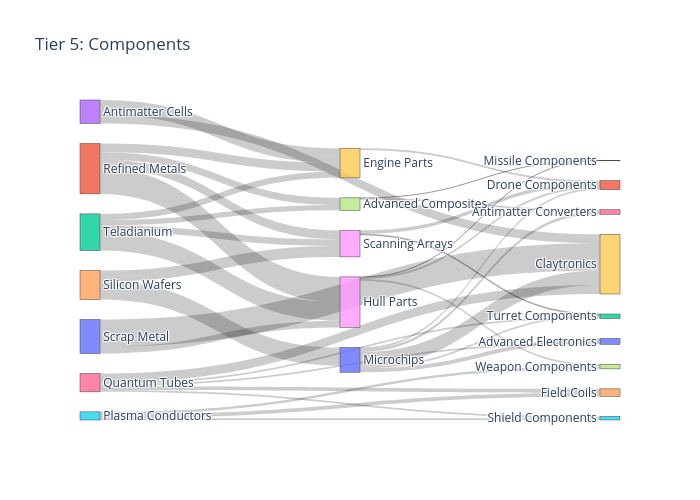 Tier 5: Components
Antimatter Cells
Refined Metals
Teladianium
Silicon Wafers
Scrap Metal
Quantum Tubes
Plasma Conductors
Engine Parts
Advanced Composites
Scanning Arrays
Hull Parts
Microchips
Missile Components
Drone Components
Antimatter Converters
Claytronics
Turret Components
Advanced Electronics
Weapon Components
Field Coils
Shield Components